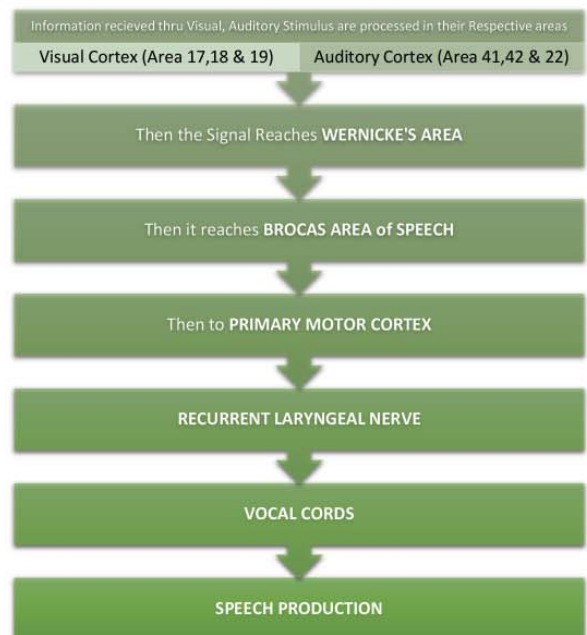 Information recieved thru Visual, Auditory Stimulus are processed in their Respective areas
Visual Cortex (Area 17,18 & 19)
Auditory Cortex (Area 41,42 & 22)
Then the Signal Reaches WERNICKE'S AREA
Then it reaches BROCAS AREA of SPEECH
Then to PRIMARY MOTOR CORTEX
RECURRENT LARYNGEAL NERVE
VOCAL CORDS
SPEECH PRODUCTION